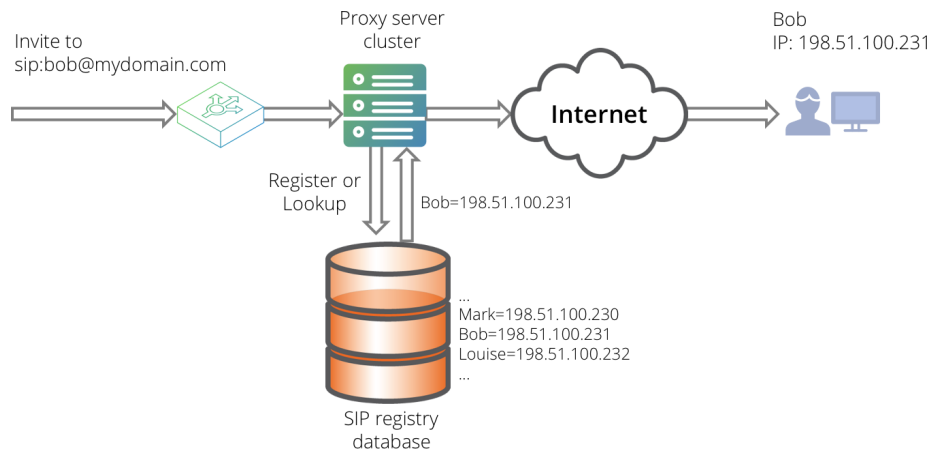 Invite to
sip:bob@mydomain.com
Proxy server
cluster
Internet
Bob
IP: 198.51.100.231
Register or
Lookup
Bob=198.51.100.231
...
Mark=198.51.100.230
Bob=198.51.100.231
Louise=198.51.100.232
...
SIP registry
database